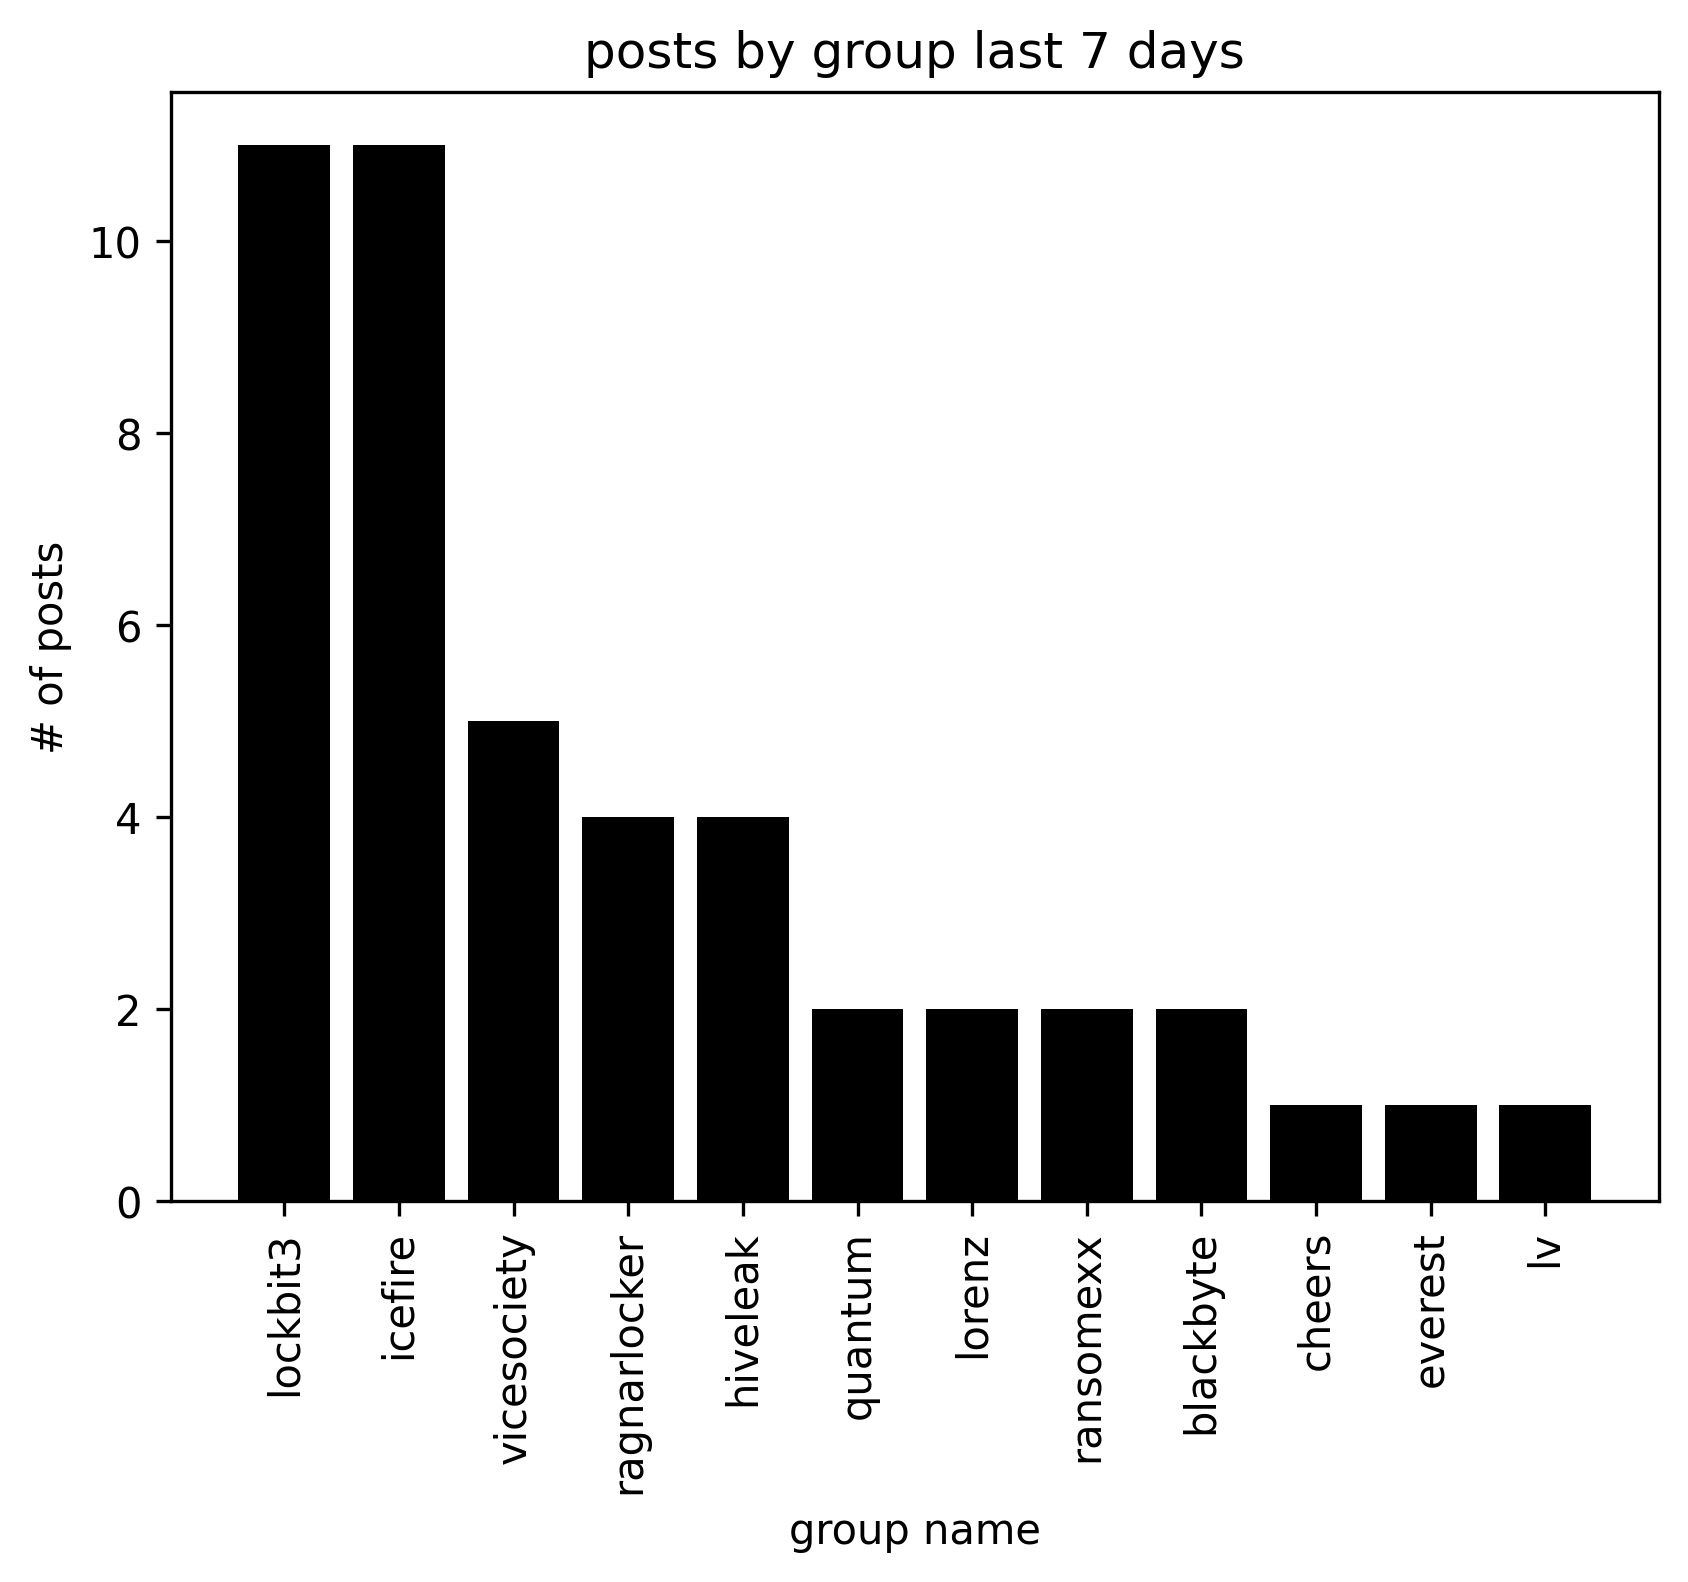 posts by group last 7 days
# of posts
10
8
6
4
2
0
lockbit3
icefire
vicesociety
ragnarlocker
hiveleak
quantum
lorenz
ransomexx
blackbyte
cheers
everest
lv
group name